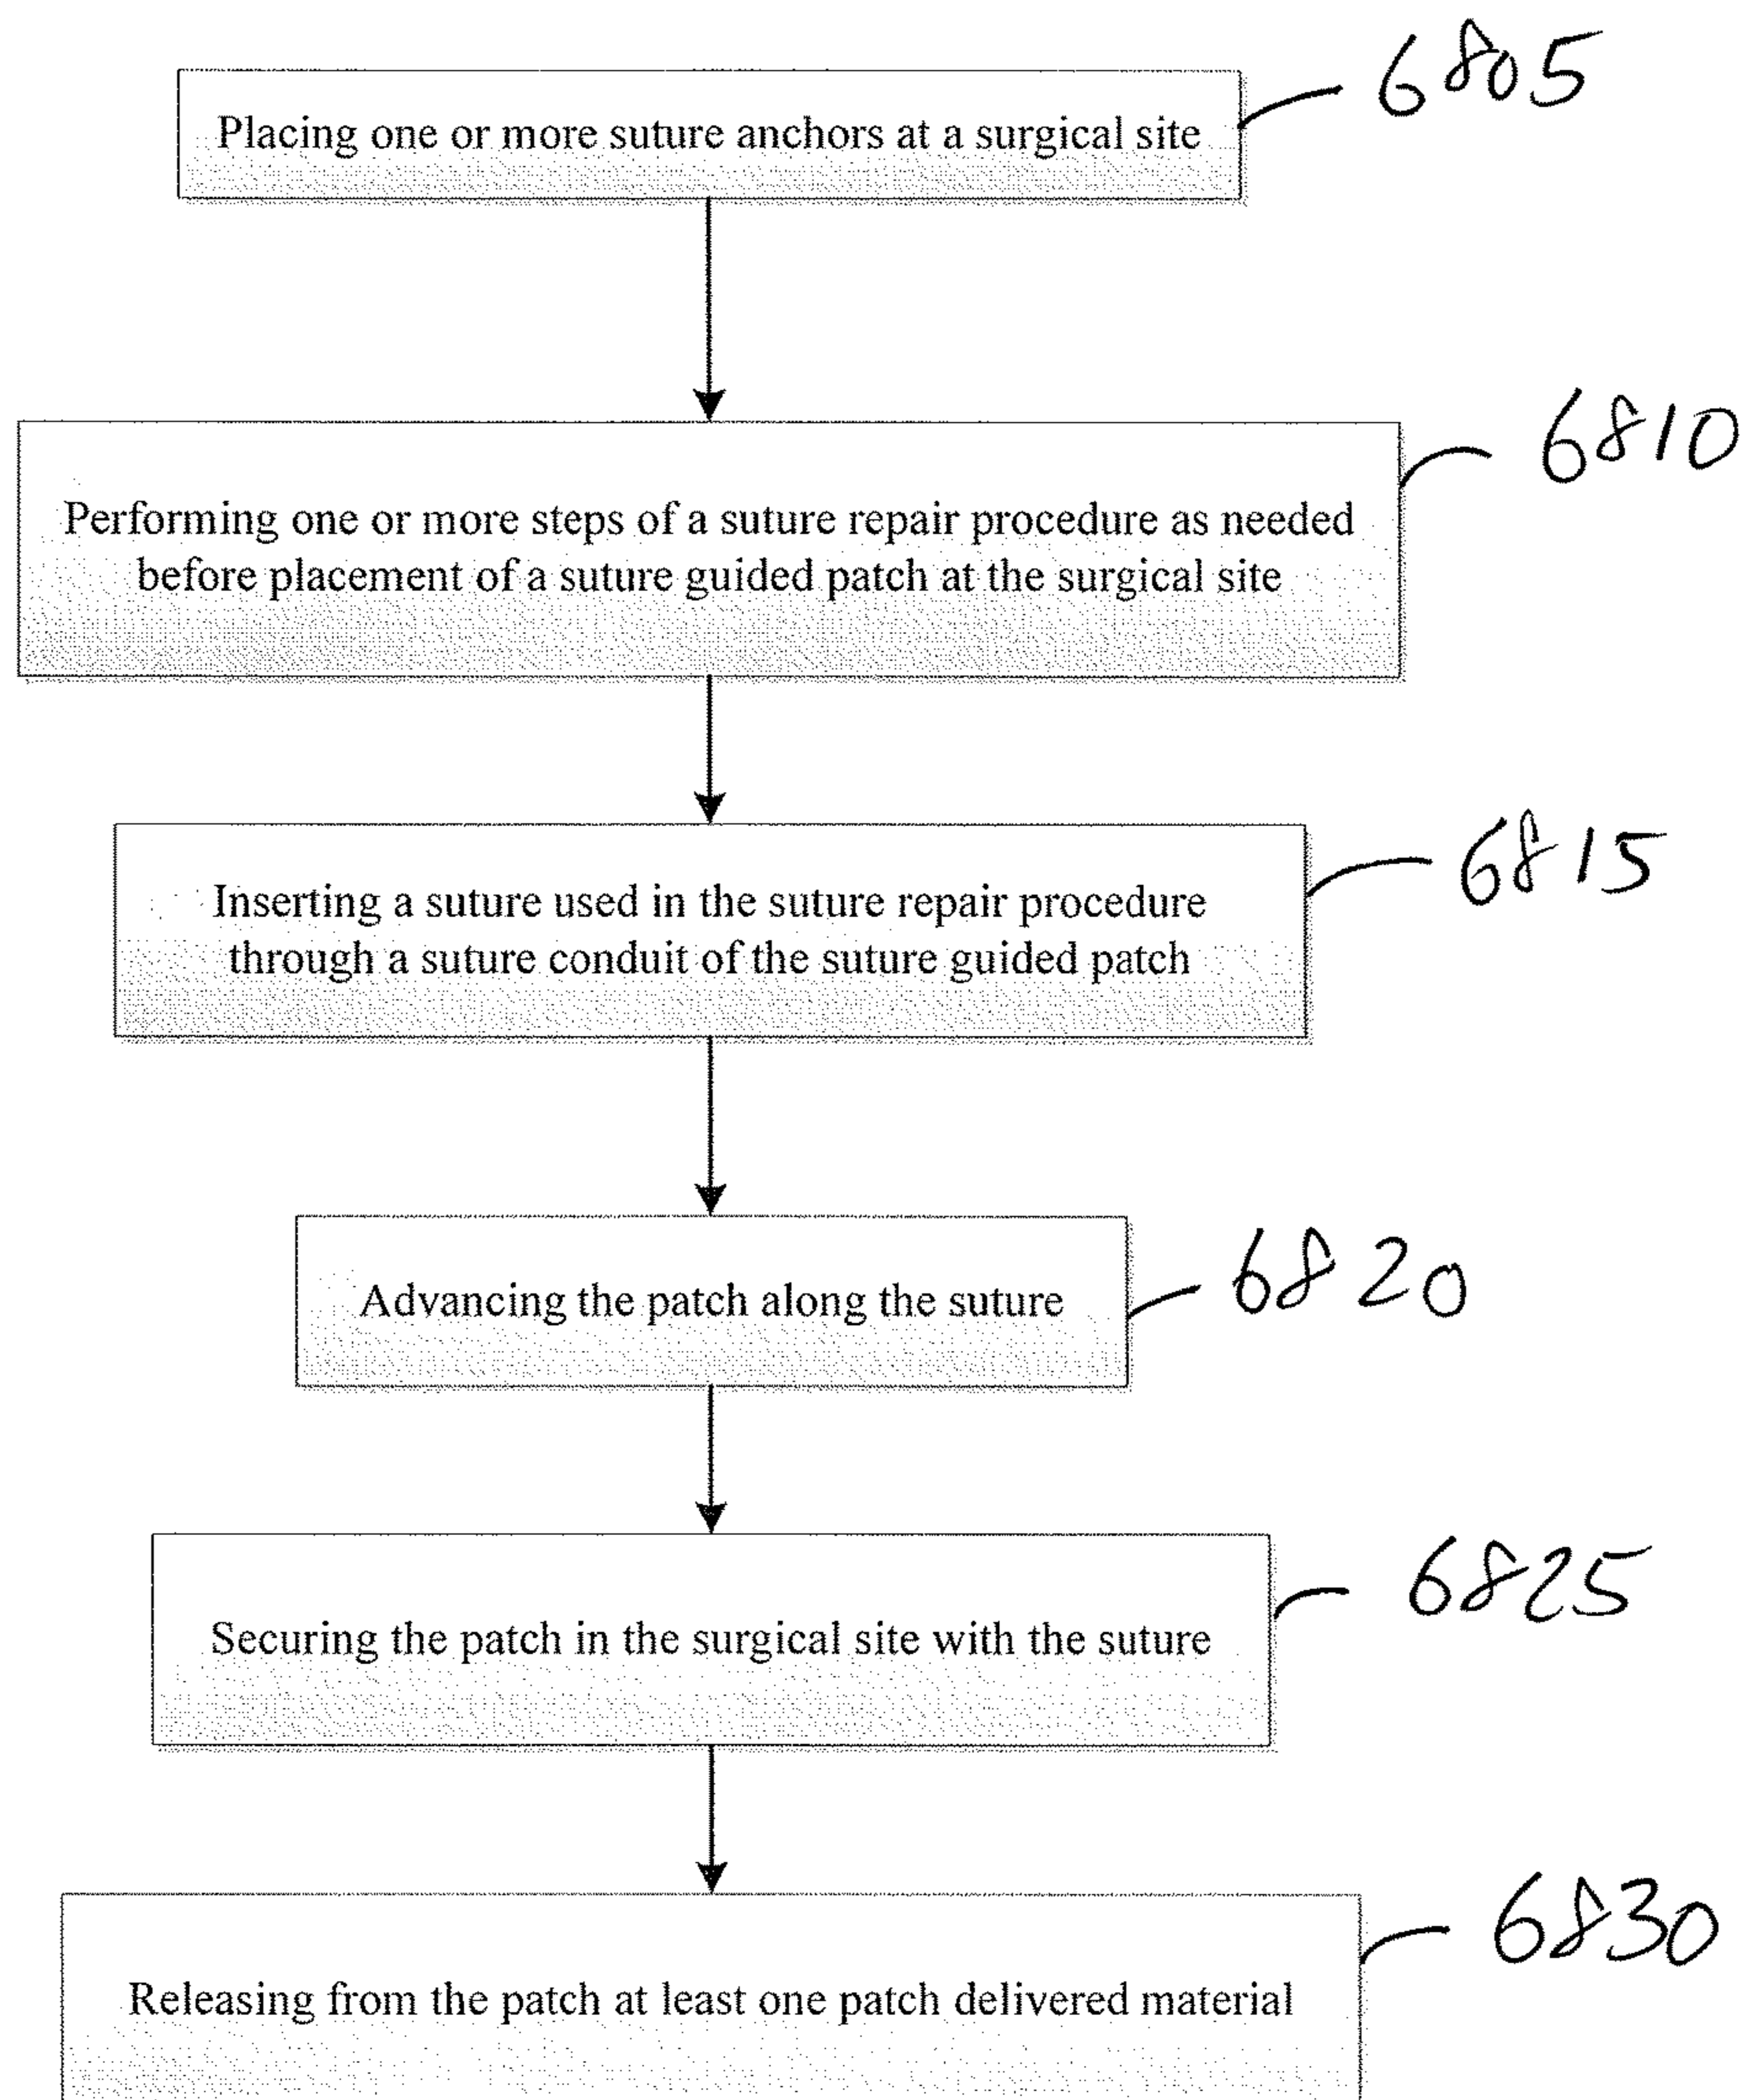 6805
Placing one or more suture anchors at a surgical site
6810
Performing one or more steps of a suture repair procedure as needed
before placement of a suture guided patch at the surgical site
6815
Inserting a suture used in the suture repair procedure
through a suture conduit of the suture guided patch
6820
Advancing the patch along the suture
6825
Securing the patch in the surgical site with the suture
6830
Releasing from the patch at least one patch delivered material